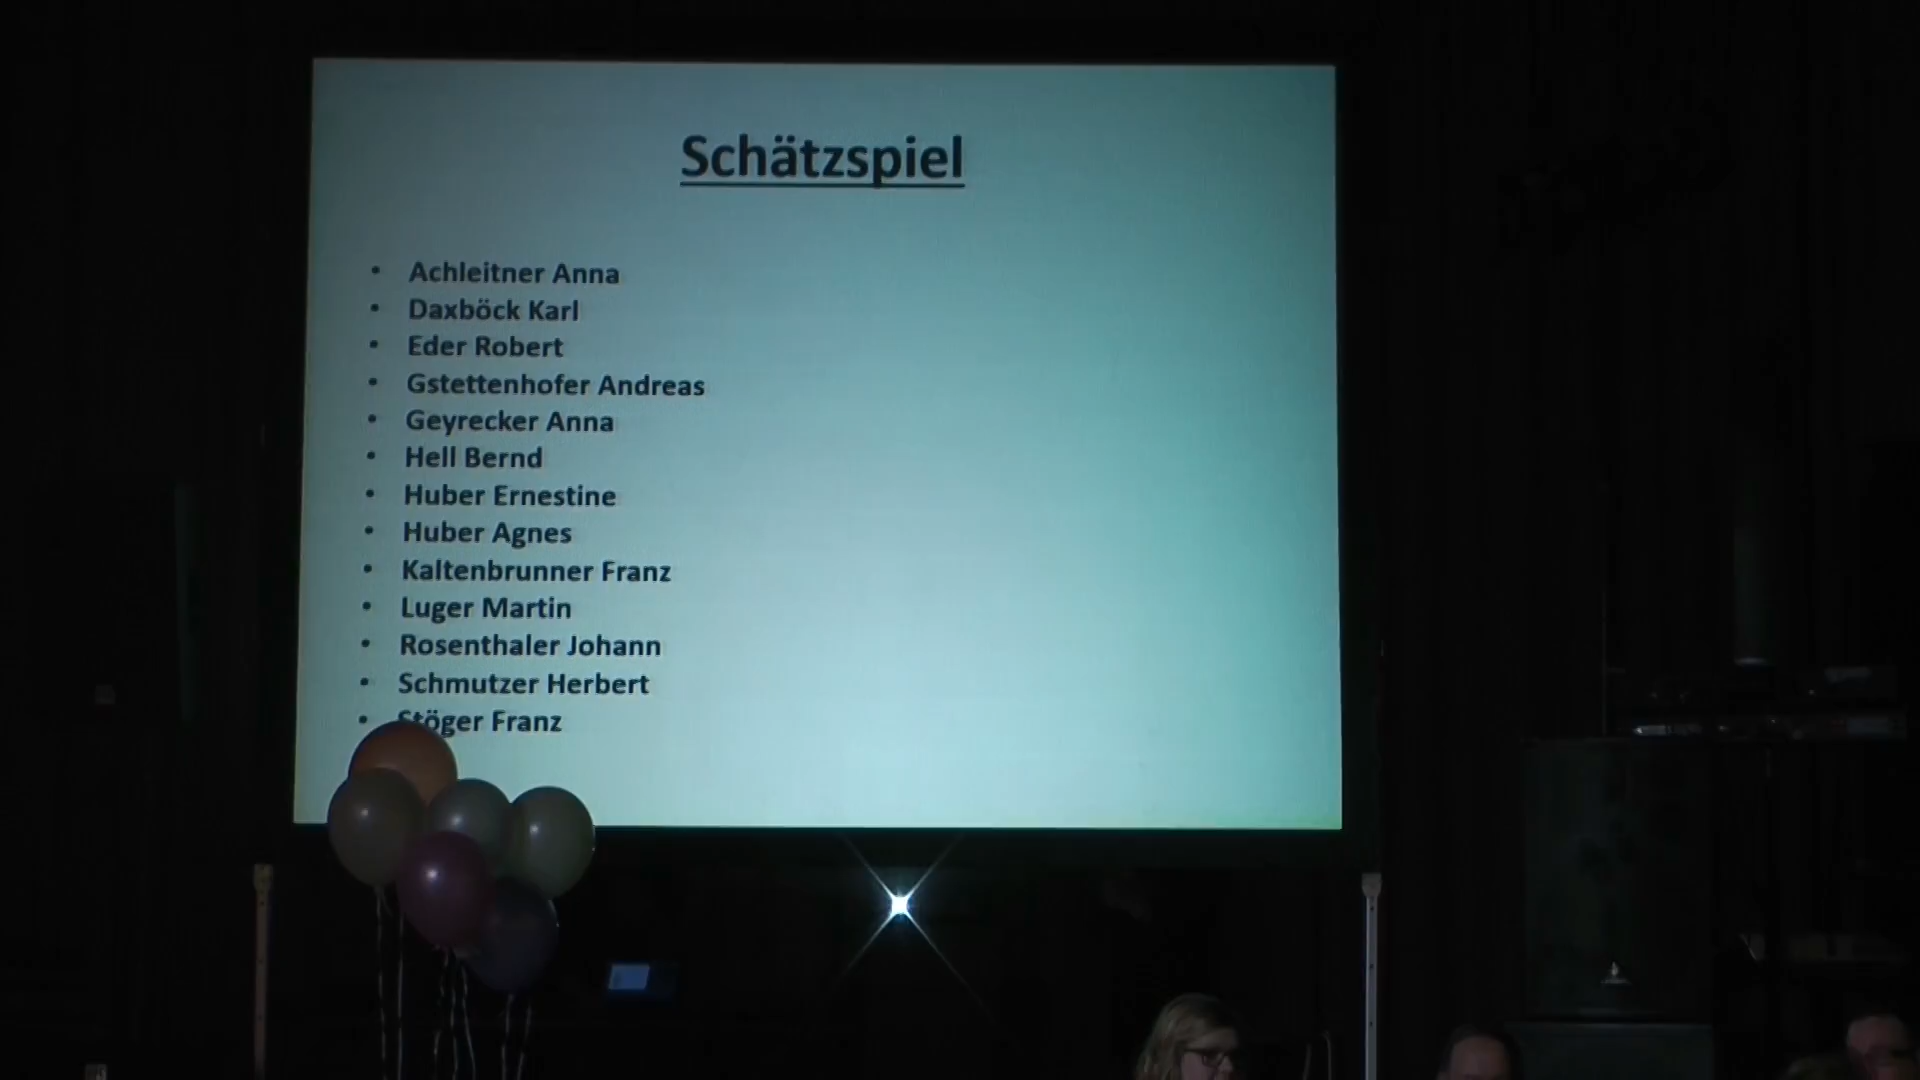 Schätzspiel
• Achleitner Anna
• Daxböck Karl
• Eder Robert
• Gstettenhofer Andreas
• Geyrecker Anna
• Hell Bernd
• Huber Ernestine
• Huber Agnes
• Kaltenbrunner Franz
• Luger Martin
• Rosenthaler Johann
• Schmutzer Herbert
• Stöger Franz